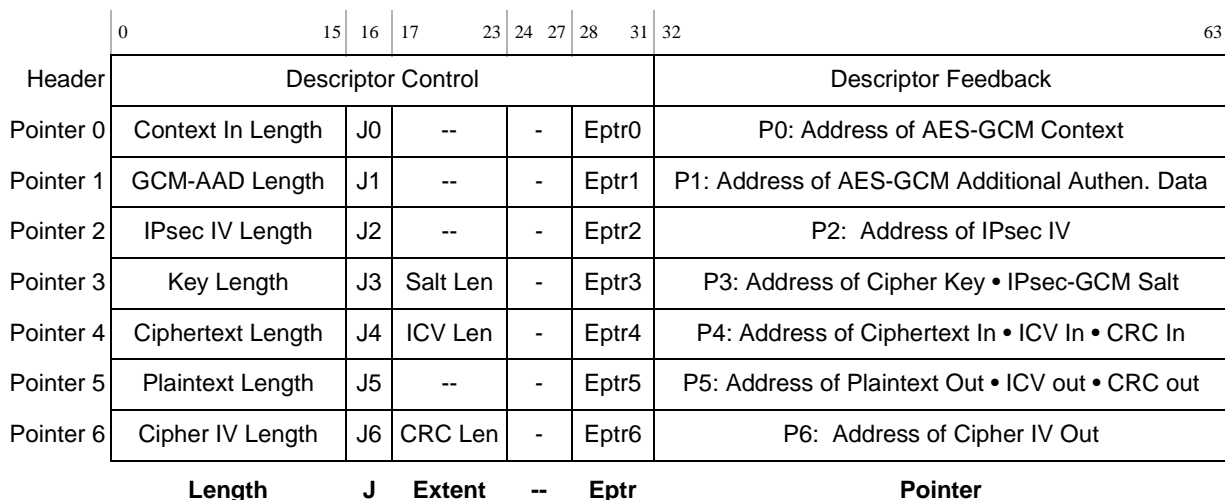 0 15 16 17 23 24 27 28 31 32 63
Header Descriptor Control Descriptor Feedback
Pointer 0 Context In Length J0 -- - Eptr0 P0: Address of AES-GCM Context
Pointer 1 GCM-AAD Length J1 -- - Eptr1 P1: Address of AES-GCM Additional Authen. Data
Pointer 2 IPsec IV Length J2 -- - Eptr2 P2: Address of IPsec IV
Pointer 3 Key Length J3 Salt Len - Eptr3 P3: Address of Cipher Key • IPsec-GCM Salt
Pointer 4 Ciphertext Length J4 ICV Len - Eptr4 P4: Address of Ciphertext In • ICV In • CRC In
Pointer 5 Plaintext Length J5 -- - Eptr5 P5: Address of Plaintext Out • ICV out • CRC out
Pointer 6 Cipher IV Length J6 CRC Len - Eptr6 P6: Address of Cipher IV Out
Length J Extent -- Eptr Pointer